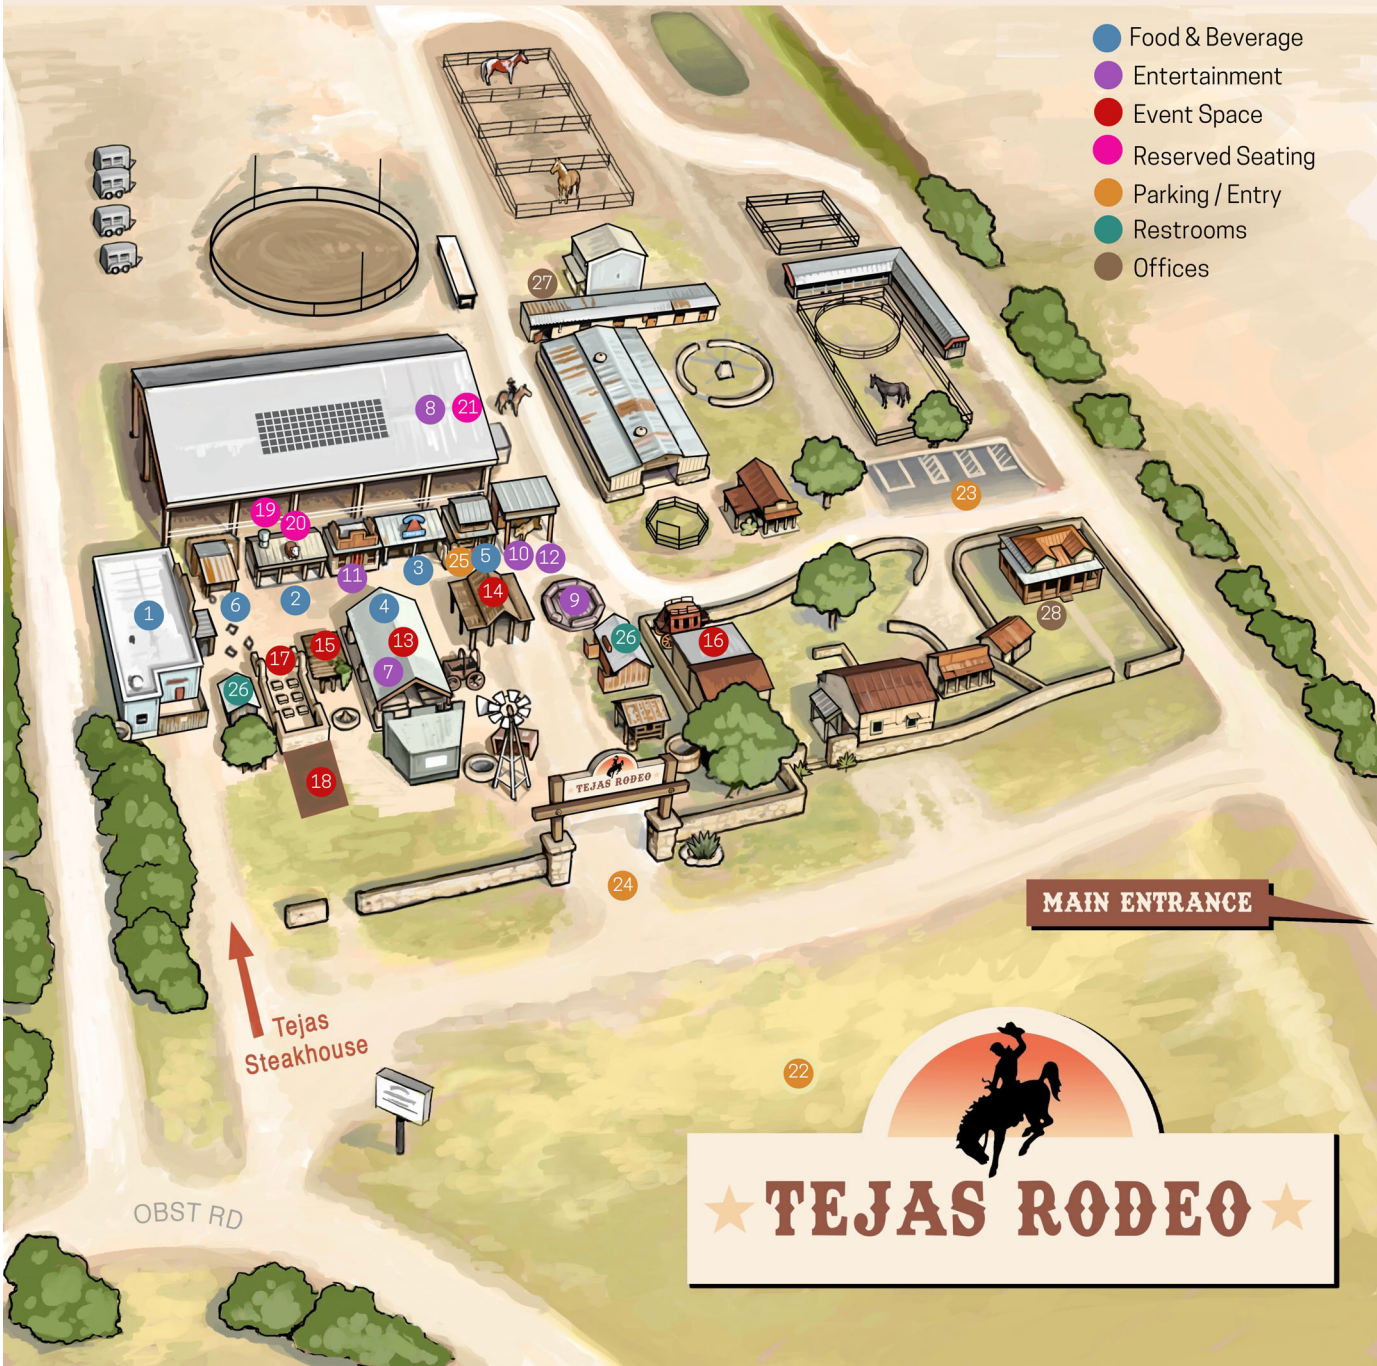 Food & Beverage
Entertainment
Event Space
Reserved Seating
Parking / Entry
Restrooms
Offices
27
8
21
19
20
23
10
12
25
5
3
11
1
6
2
4
14
9
13
15
17
7
26
26
16
28
18
TEJAS RODEO
24
MAIN ENTRANCE
Tejas
Steakhouse
22
TEJAS RODEO
OBST RD